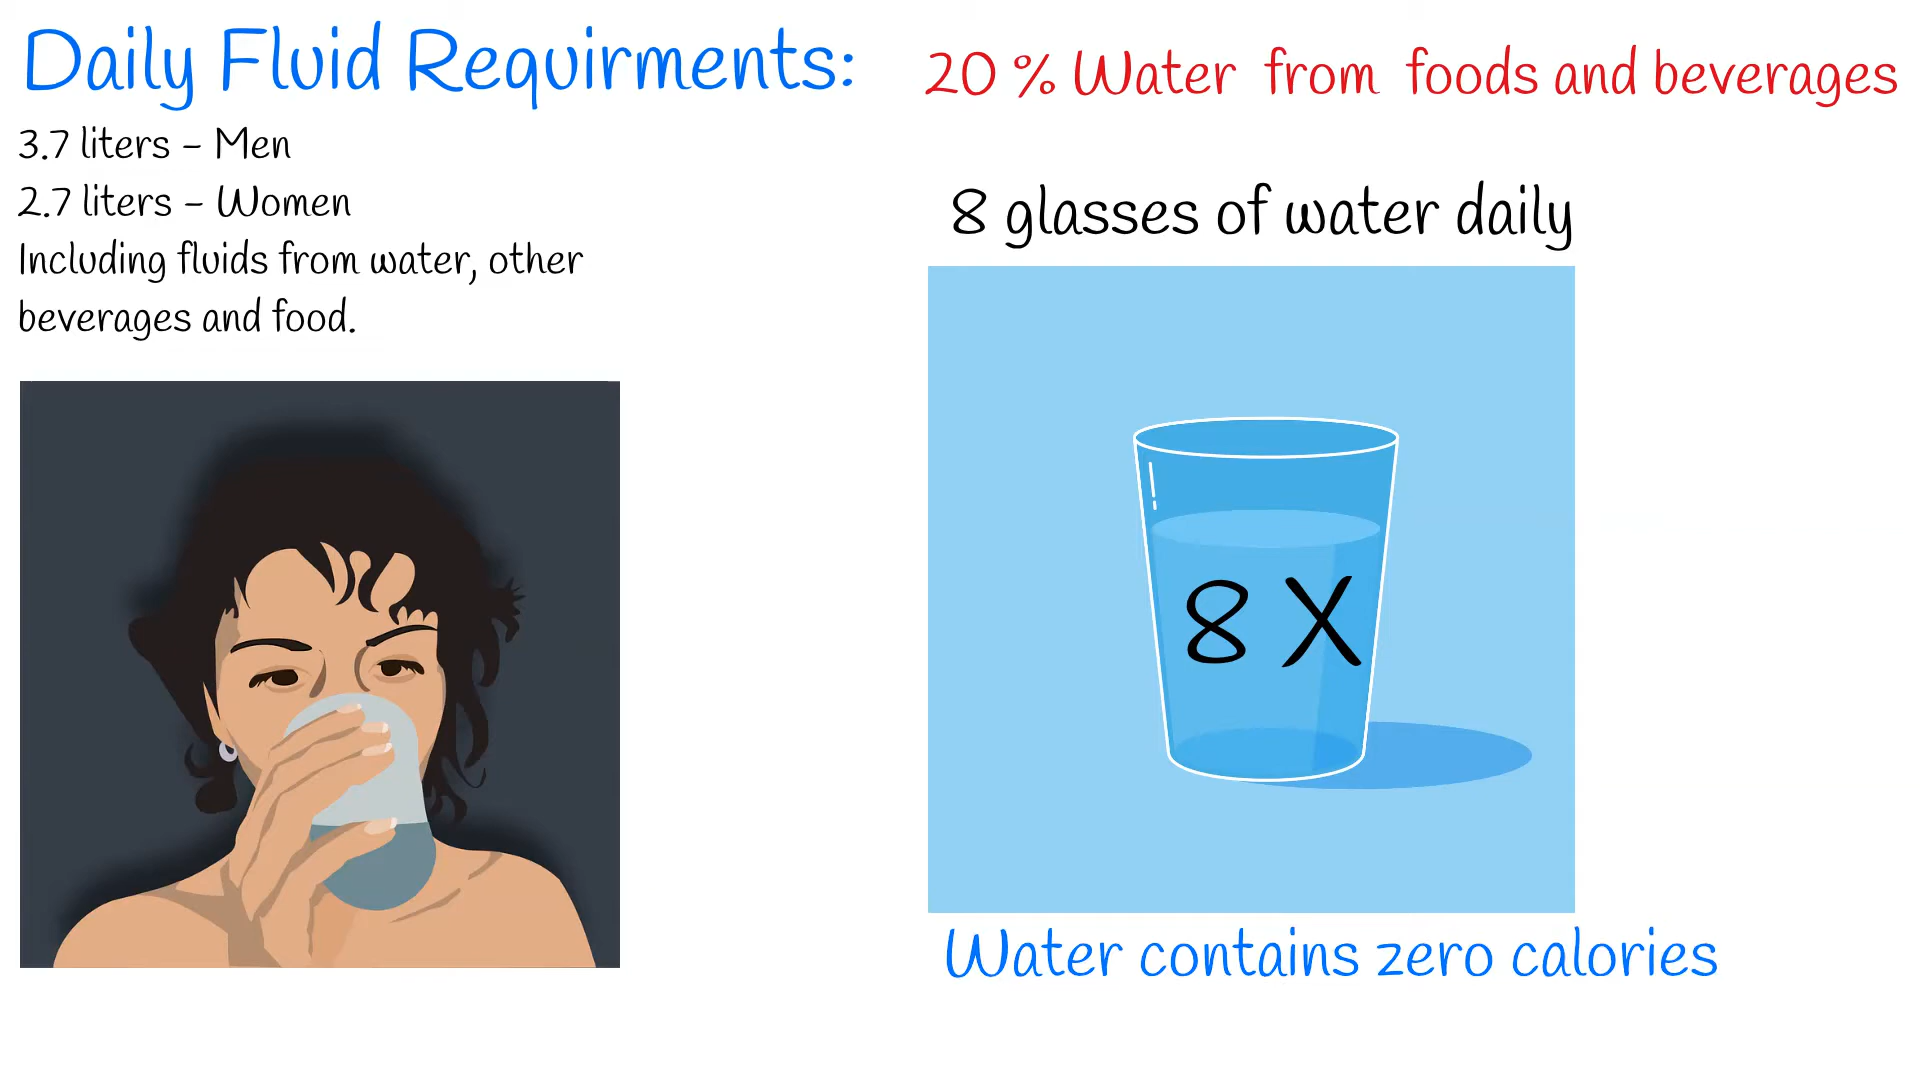 Daily Fluid Requirments:
3.7 liters – Men
2.7 liters – Women
Including fluids from water, other
beverages and food.
20 % Water from foods and beverages
8 glasses of water daily
8 X
Water contains zero calories